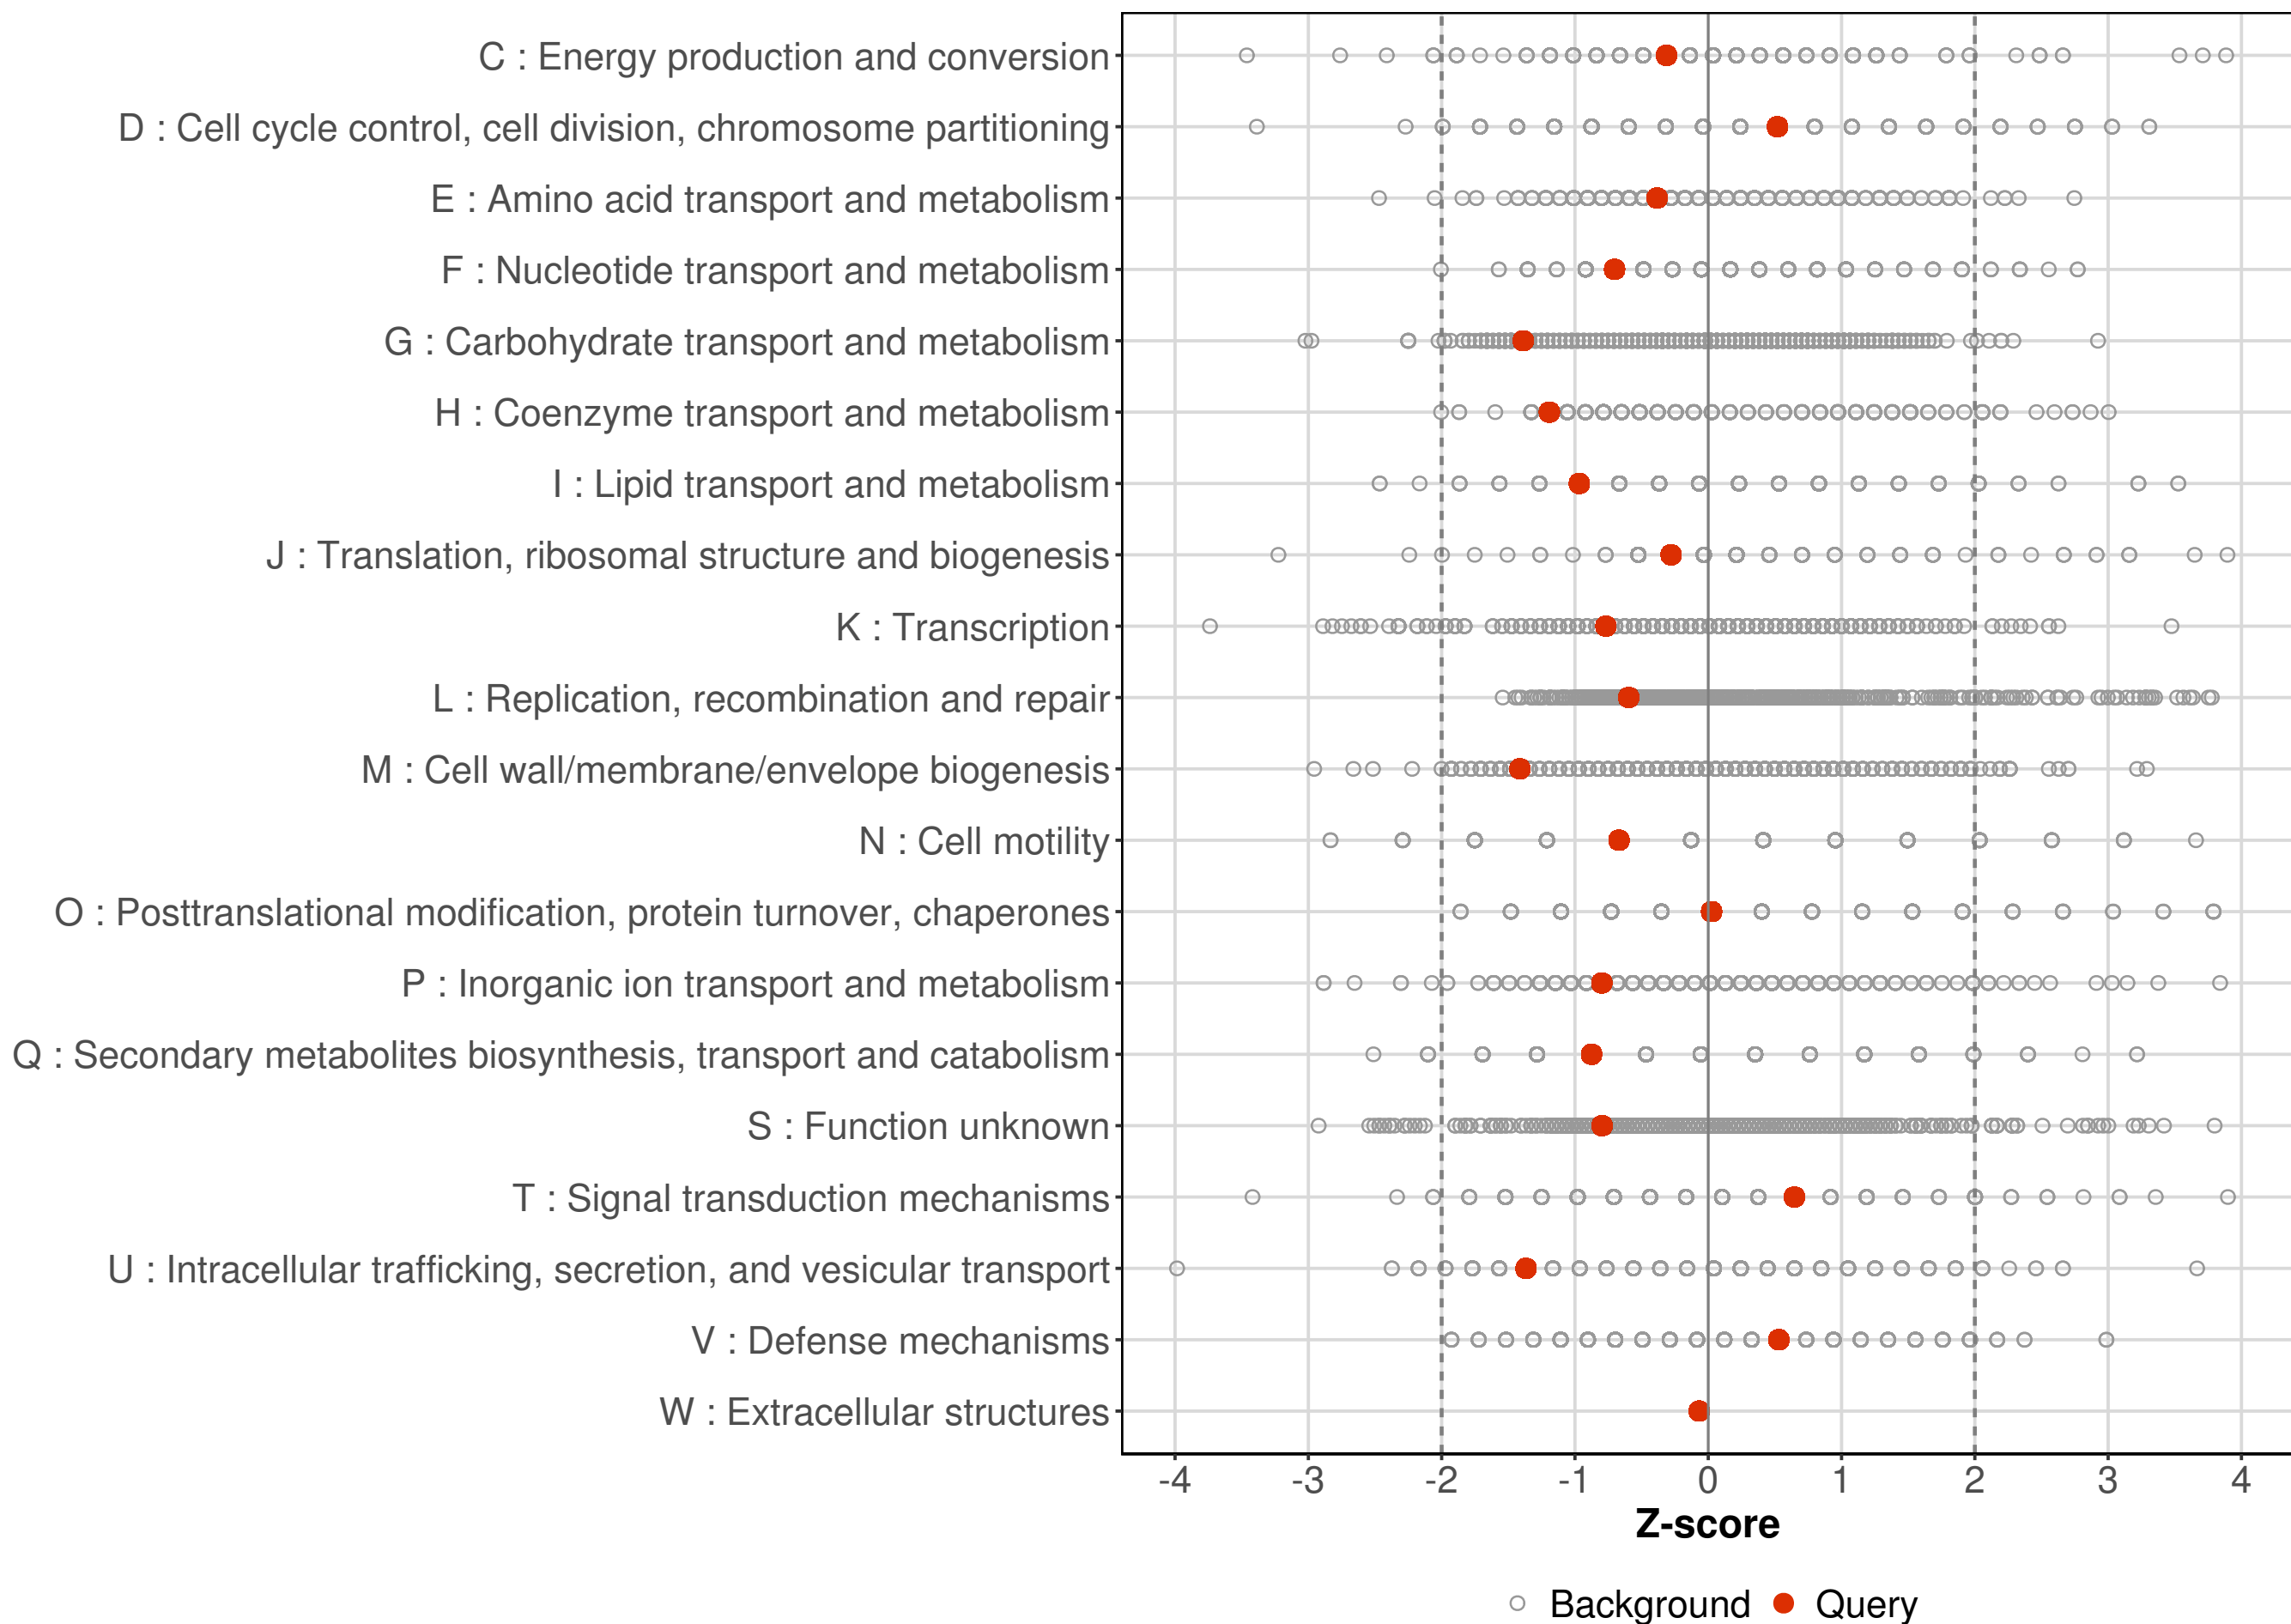 C : Energy production and conversion
D : Cell cycle control, cell division, chromosome partitioning
E : Amino acid transport and metabolism
F : Nucleotide transport and metabolism
G : Carbohydrate transport and metabolism
H : Coenzyme transport and metabolism
I : Lipid transport and metabolism
J : Translation, ribosomal structure and biogenesis
K : Transcription
L : Replication, recombination and repair
M : Cell wall/membrane/envelope biogenesis
N : Cell motility
O : Posttranslational modification, protein turnover, chaperones
P : Inorganic ion transport and metabolism
Q : Secondary metabolites biosynthesis, transport and catabolism
S : Function unknown
T : Signal transduction mechanisms
U : Intracellular trafficking, secretion, and vesicular transport
V : Defense mechanisms
W : Extracellular structures
-4 -3 -2 -1 0 1 2 3 4
Z-score
Background Query